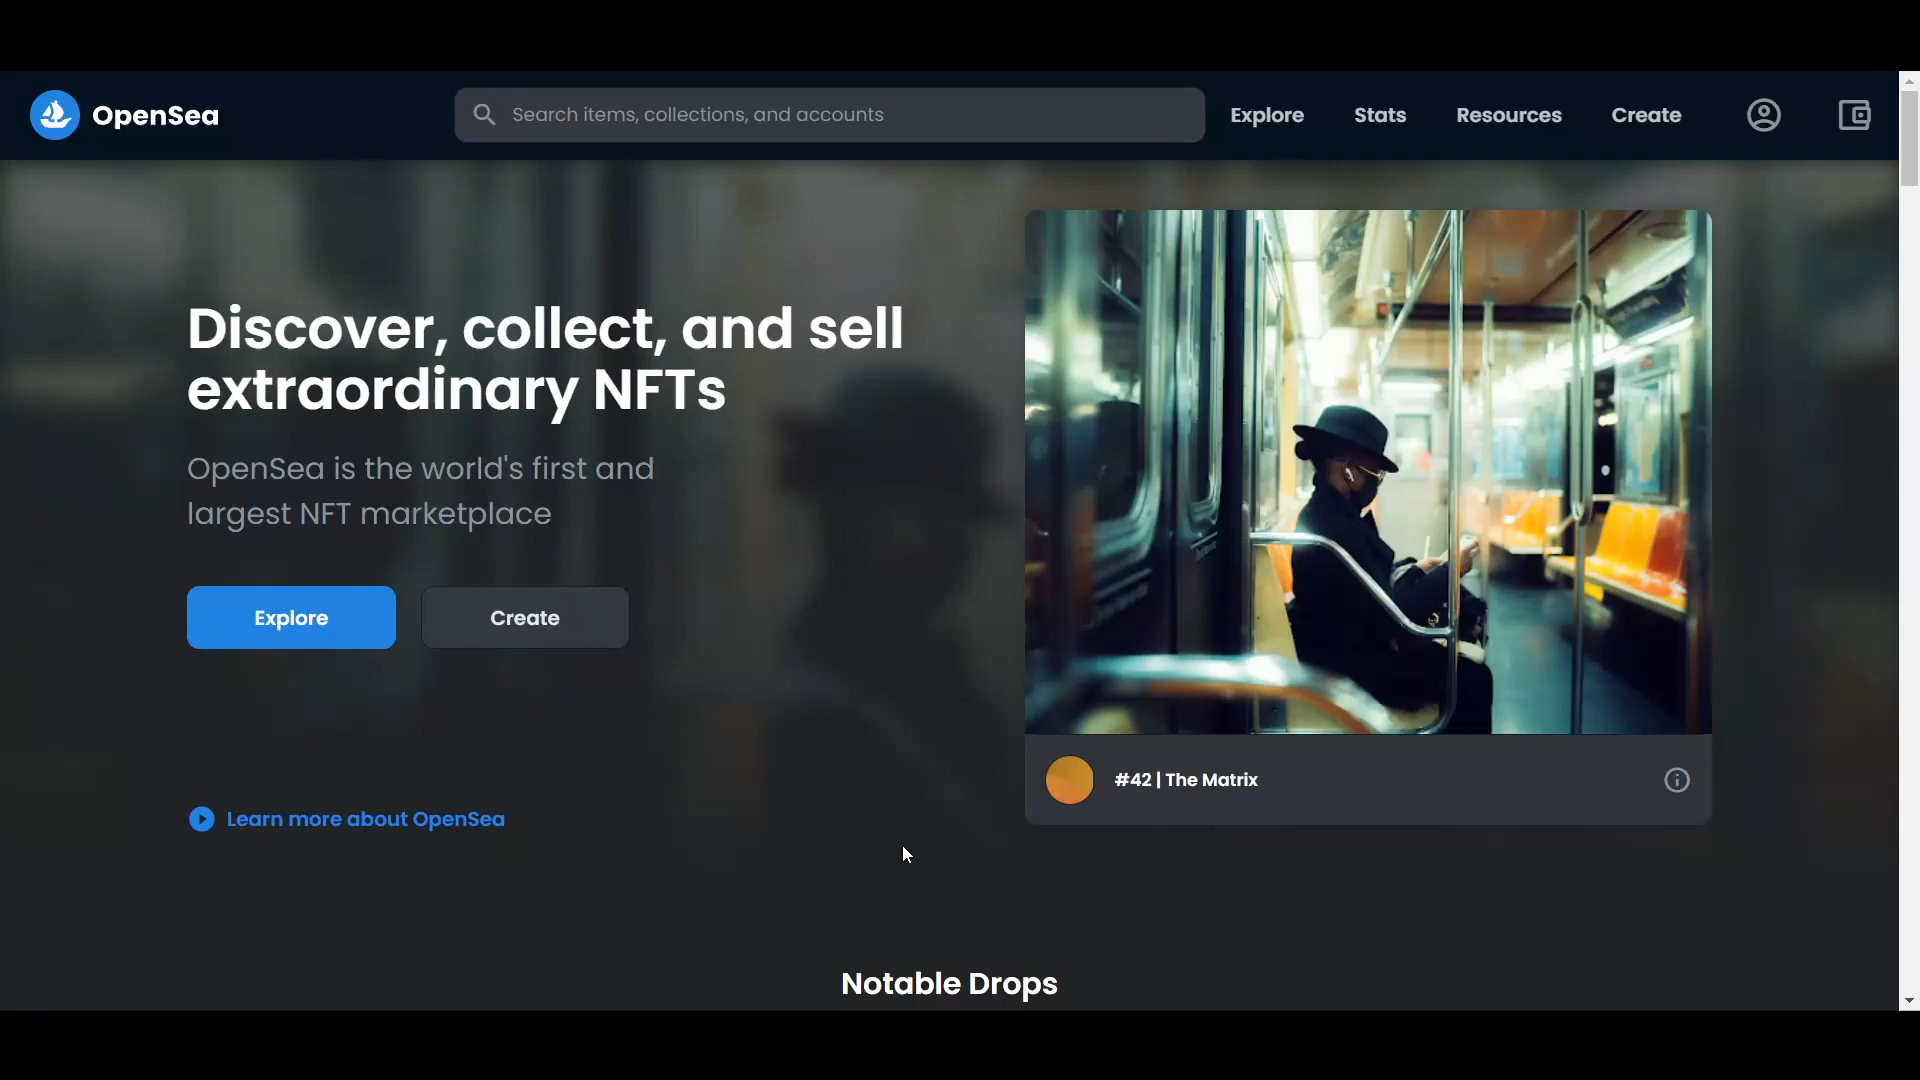 OpenSea
Search items, collections, and accounts
Explore
Stats
Resources
Create
Discover, collect, and sell
extraordinary NFTs
OpenSea is the world's first and
largest NFT marketplace
Explore
Create
#42 | The Matrix
Learn more about OpenSea
Notable Drops